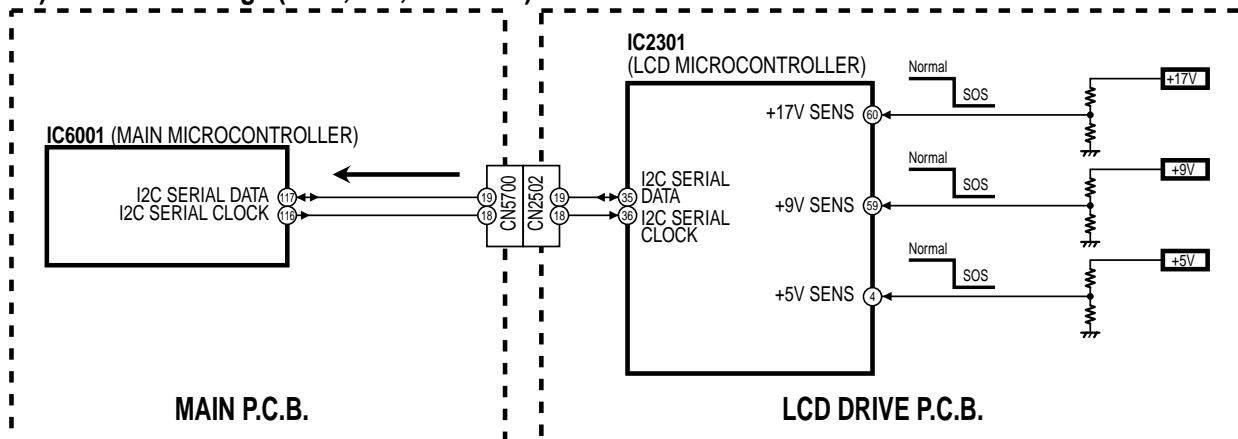 IC2301
(LCD MICROCONTROLLER)
Normal
SOS
+17V
+17V SENS
60
IC6001 (MAIN MICROCONTROLLER)
Normal
SOS
+9V
I2C SERIAL DATA
117
19
CN5700
CN2502
19
35
I2C SERIAL
DATA
+9V SENS
59
I2C SERIAL CLOCK
116
18
18
36
I2C SERIAL
CLOCK
Normal
SOS
+5V
+5V SENS
4
MAIN P.C.B.
LCD DRIVE P.C.B.